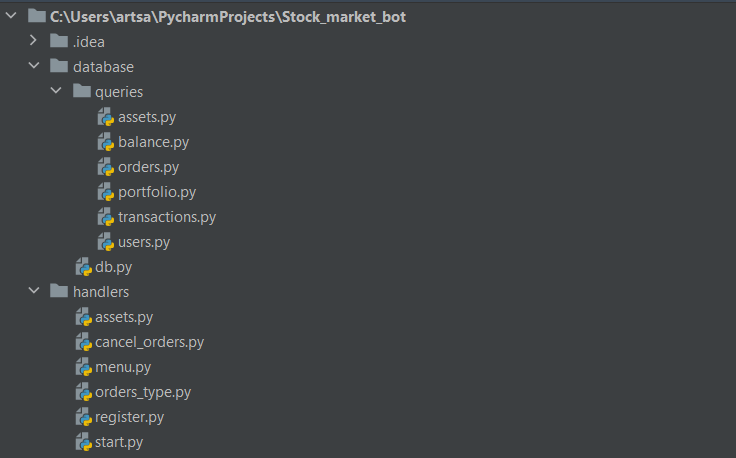 C:\Users\artsa\PycharmProjects\Stock_market_bot
.idea
database
queries
assets.py
balance.py
orders.py
portfolio.py
transactions.py
users.py
db.py
handlers
assets.py
cancel_orders.py
menu.py
orders_type.py
register.py
start.py